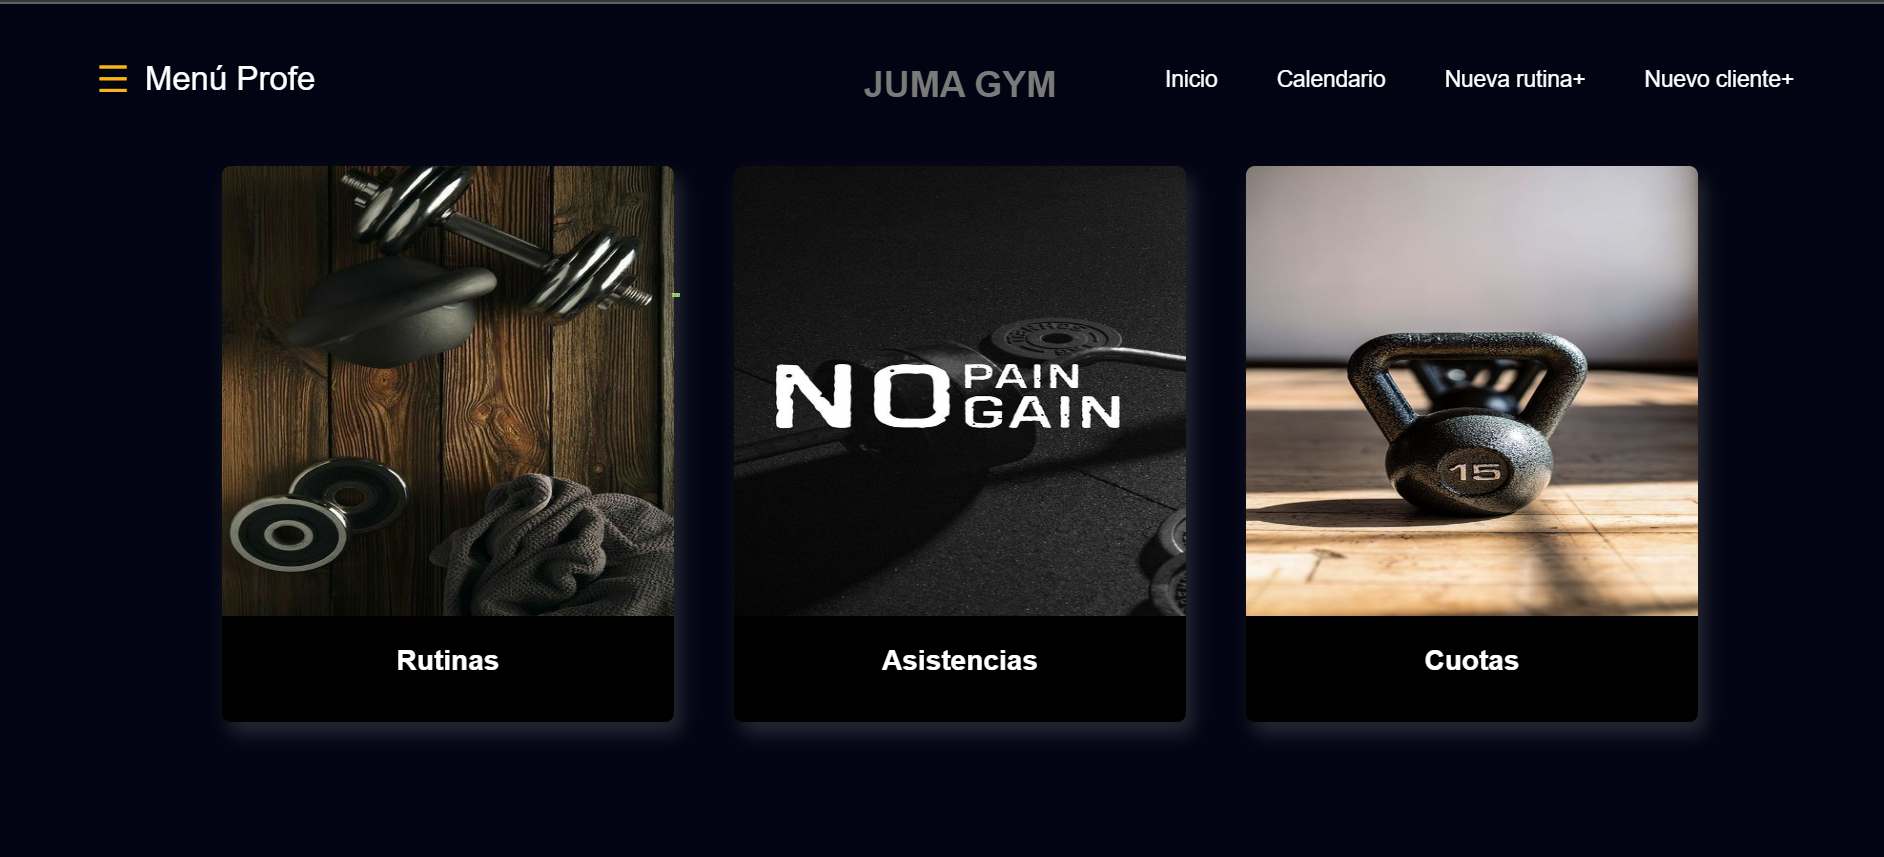 ☰ Menú Profe
JUMA GYM
Inicio
Calendario
Nueva rutina+
Nuevo cliente+
NO PAIN
GAIN
15
Rutinas
Asistencias
Cuotas